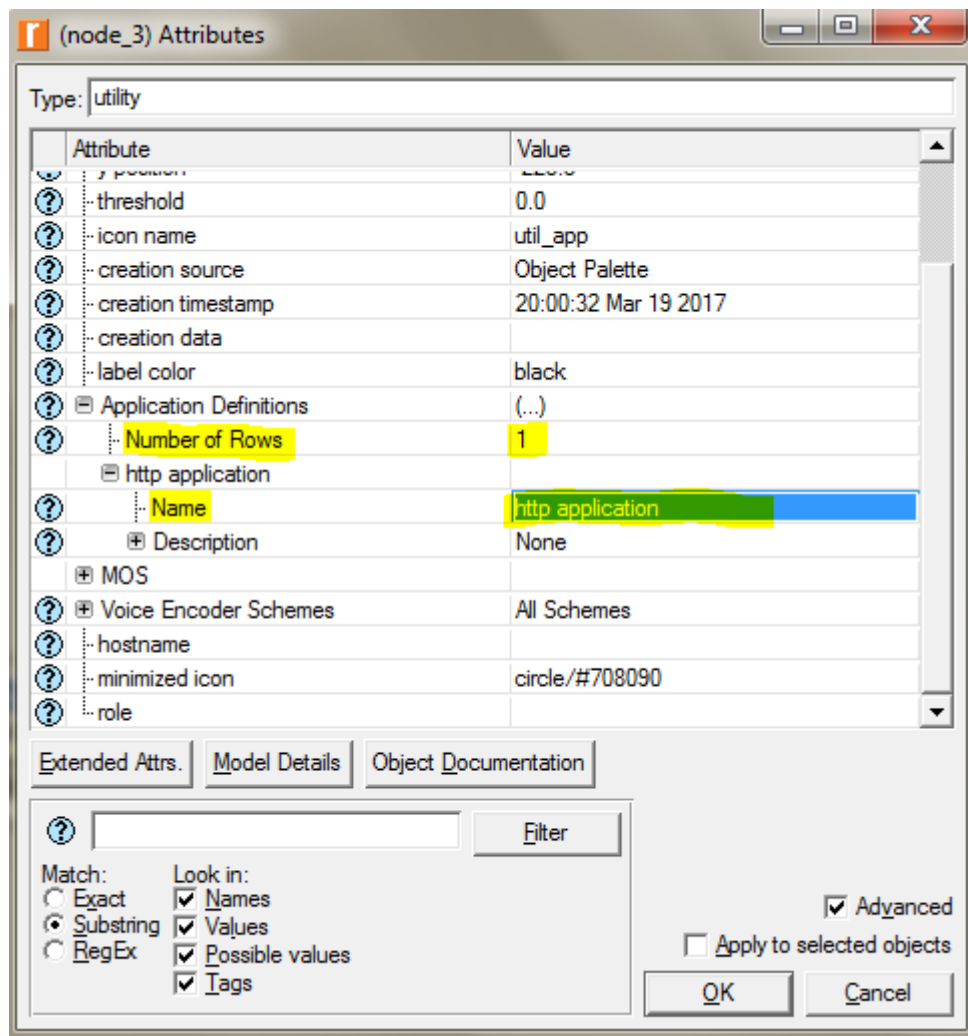 (node_3) Attributes
Type: utility
Attribute Value
threshold 0.0
icon name util_app
creation source Object Palette
creation timestamp 20:00:32 Mar 19 2017
creation data
label color black
Application Definitions (...)
Number of Rows 1
http application
Name http application
Description None
MOS
Voice Encoder Schemes All Schemes
hostname
minimized icon circle/#708090
role
Extended Attrs. Model Details Object Documentation
Filter
Match: Look in:
Exact Names
Substring Values
RegEx Possible values
Tags
Advanced
Apply to selected objects
OK Cancel